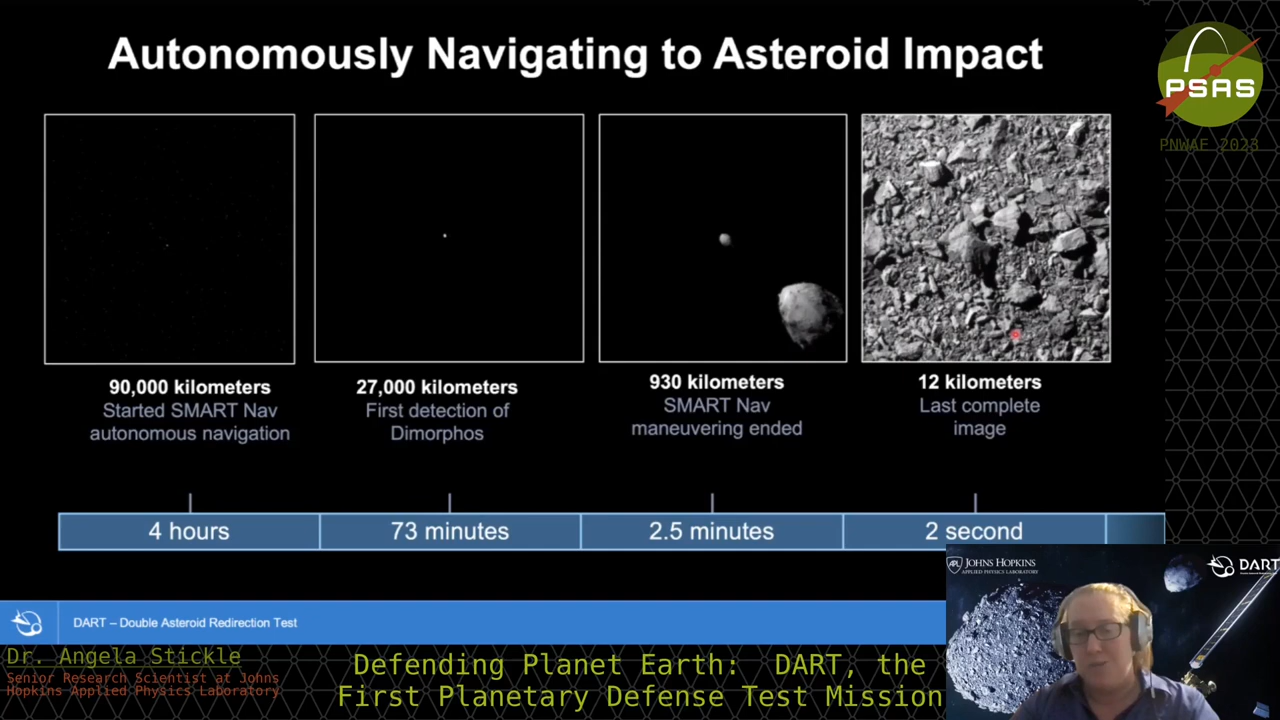 Autonomously Navigating to Asteroid Impact
PSAS
PNWAF 2023
90,000 kilometers
Started SMART Nav
autonomous navigation
27,000 kilometers
First detection of
Dimorphos
930 kilometers
SMART Nav
maneuvering ended
12 kilometers
Last complete
image
4 hours
73 minutes
2.5 minutes
2 second
DART – Double Asteroid Redirection Test
JOHNS HOPKINS
APPLIED PHYSICS LABORATORY
APL
DART
Dr. Angela Stickle
Senior Research Scientist at Johns
Hopkins Applied Physics Laboratory
Defending Planet Earth: DART, the
First Planetary Defense Test Mission